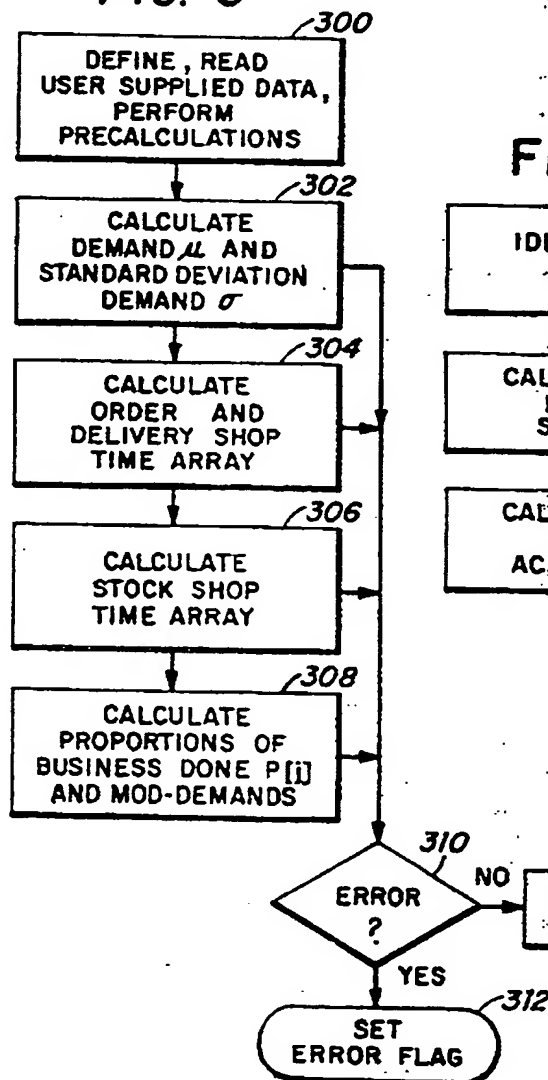 300
DEFINE, READ
USER SUPPLIED DATA,
PERFORM
PRECALCULATIONS
302
CALCULATE
DEMAND μ AND
STANDARD DEVIATION
DEMAND σ
304
CALCULATE
ORDER AND
DELIVERY SHOP
TIME ARRAY
306
CALCULATE
STOCK SHOP
TIME ARRAY
308
CALCULATE
PROPORTIONS OF
BUSINESS DONE P[j]
AND MOD-DEMANDS
310
ERROR
?
NO
YES
312
SET
ERROR FLAG